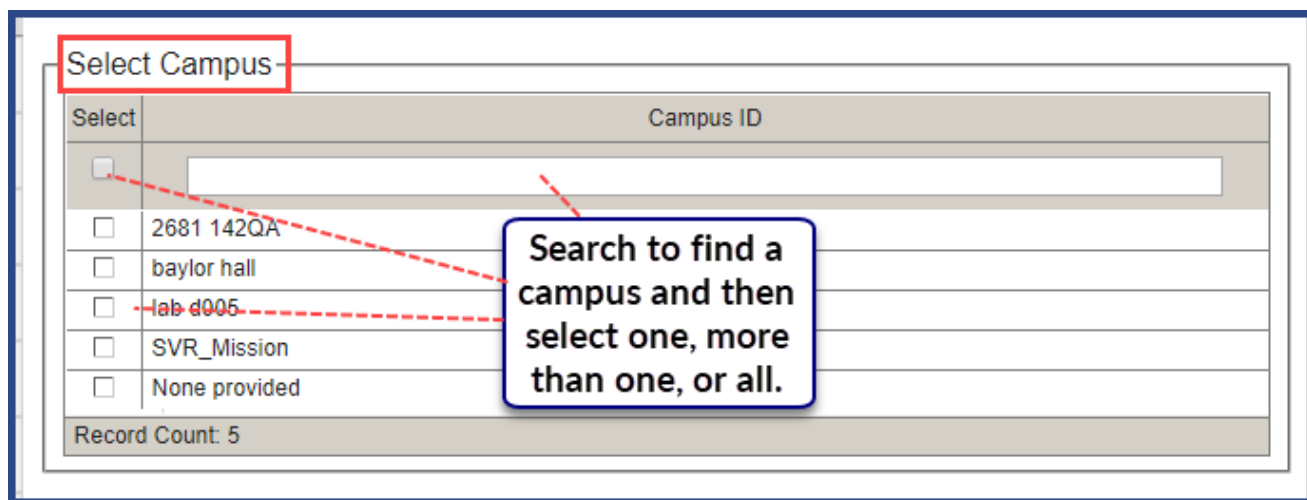 Select Campus
Select Campus ID
2681 142QA
baylor hall
lab d005
SVR_Mission
None provided
Record Count: 5
Search to find a
campus and then
select one, more
than one, or all.